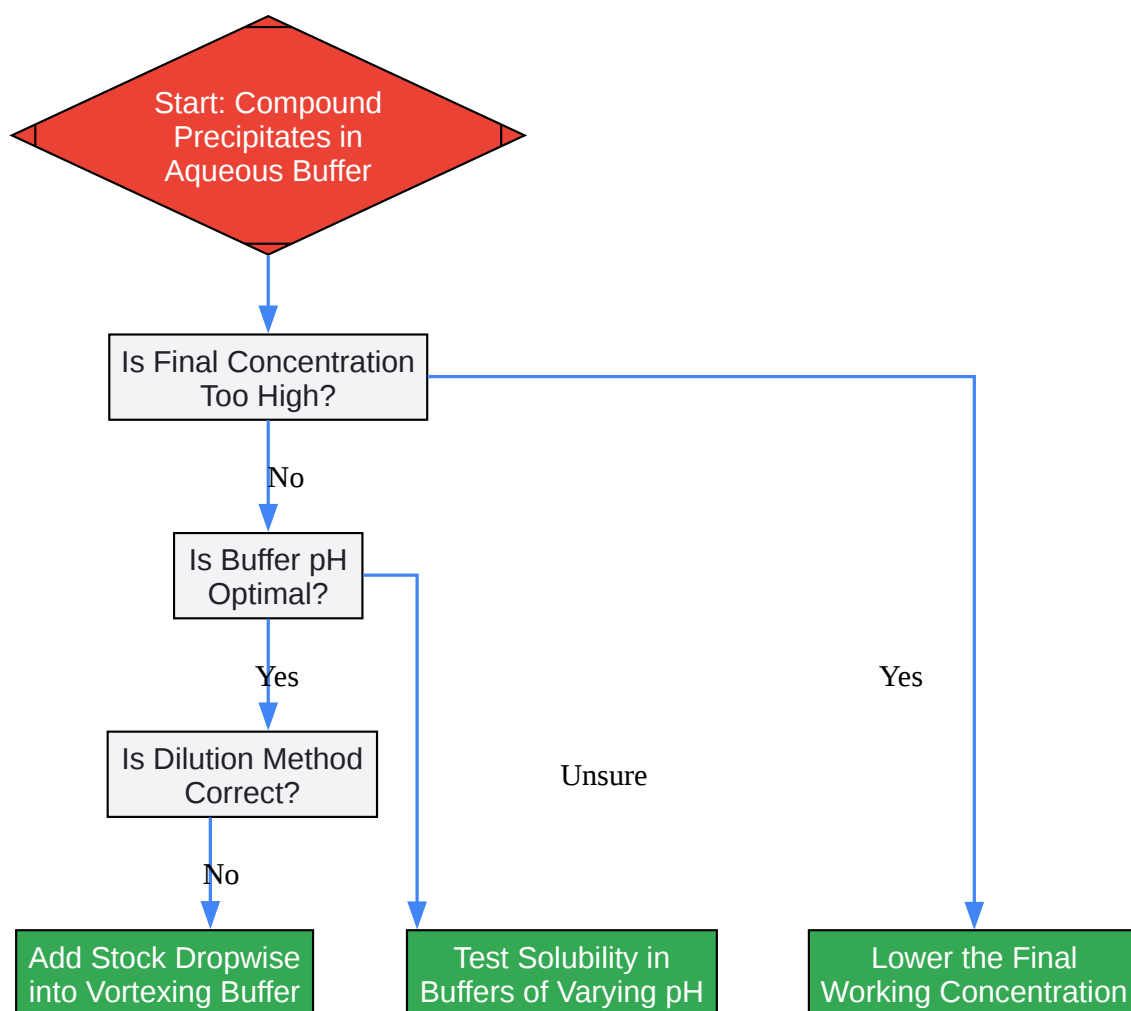 Start: Compound
Precipitates in
Aqueous Buffer
Is Final Concentration
Too High?
No
Is Buffer pH
Optimal?
Yes
Yes
Is Dilution Method
Correct?
Unsure
No
Add Stock Dropwise
into Vortexing Buffer
Test Solubility in
Buffers of Varying pH
Lower the Final
Working Concentration